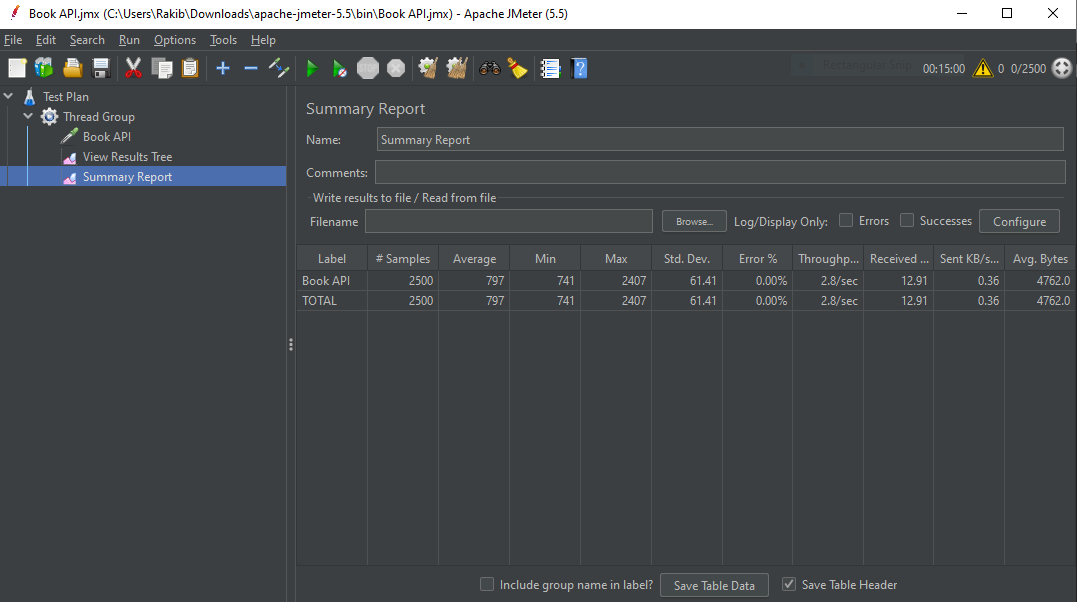 Book API.jmx (C:\Users\Rakib\Downloads\apache-jmeter-5.5\bin\Book API.jmx) - Apache JMeter (5.5)
File Edit Search Run Options Tools Help
Rectangular Snip 00:15:00 0 0/2500
Test Plan
Thread Group
Book API
View Results Tree
Summary Report
Summary Report
Name: Summary Report
Comments:
Write results to file / Read from file
Filename Browse... Log/Display Only: Errors Successes Configure
Label # Samples Average Min Max Std. Dev. Error % Throughp... Received ... Sent KB/s... Avg. Bytes
Book API 2500 797 741 2407 61.41 0.00% 2.8/sec 12.91 0.36 4762.0
TOTAL 2500 797 741 2407 61.41 0.00% 2.8/sec 12.91 0.36 4762.0
Include group name in label? Save Table Data Save Table Header